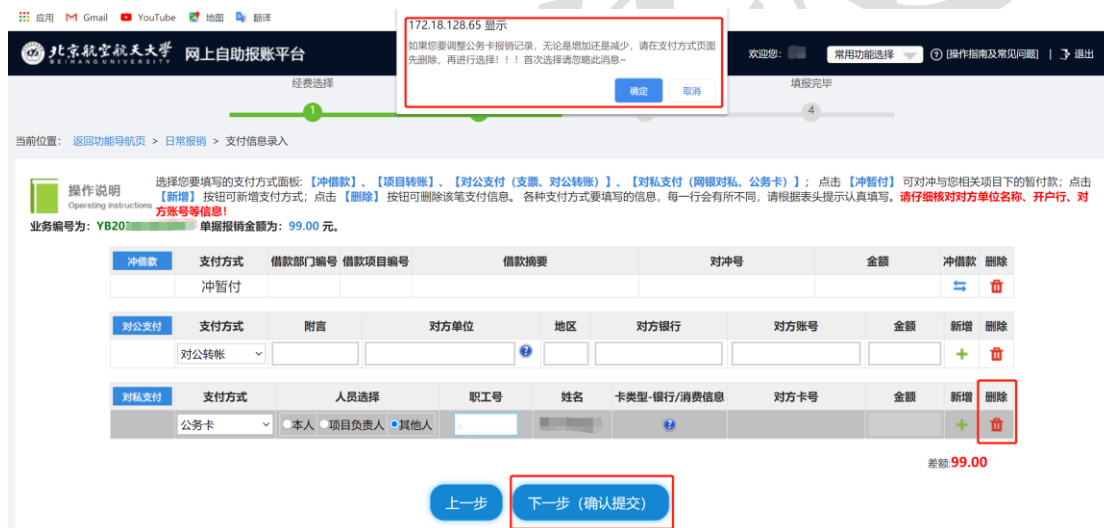 应用 Gmail YouTube 地图 翻译
172.18.128.65 显示
如果您要调整公务卡报销记录，无论是增加还是减少，请在支付方式页面
先删除，再进行选择！！！首次选择请忽略此消息~
确定 取消
北京航空航天大学 网上自助报账平台 欢迎您: 常用功能选择 [操作指南及常见问题] | 退出
BEIHANG UNIVERSITY
经费选择 填报完毕
1 4
当前位置: 返回功能导航页 > 日常报销 > 支付信息录入
操作说明
Operating instructions
选择您要填写的支付方式面板:【冲借款】、【项目转账】、【对公支付（支票、对公转账）】、【对私支付（网银对私、公务卡）】; 点击 【冲暂付】 可对冲与您相关项目下的暂付款; 点击
【新增】 按钮可新增支付方式; 点击 【删除】 按钮可删除该笔支付信息。 各种支付方式要填写的信息，每一行会有所不同，请根据表头提示认真填写。请仔细核对对方单位名称、开户行、对
方账号等信息!
业务编号为: YB20 单据报销金额为: 99.00 元。
冲借款 支付方式 借款部门编号 借款项目编号 借款摘要 对冲号 金额 冲借款 删除
冲暂付
对公支付 支付方式 附言 对方单位 地区 对方银行 对方账号 金额 新增 删除
对公转帐
对私支付 支付方式 人员选择 职工号 姓名 卡类型-银行/消费信息 对方卡号 金额 新增 删除
公务卡 本人 项目负责人 其他人
差额:99.00
上一步 下一步（确认提交）